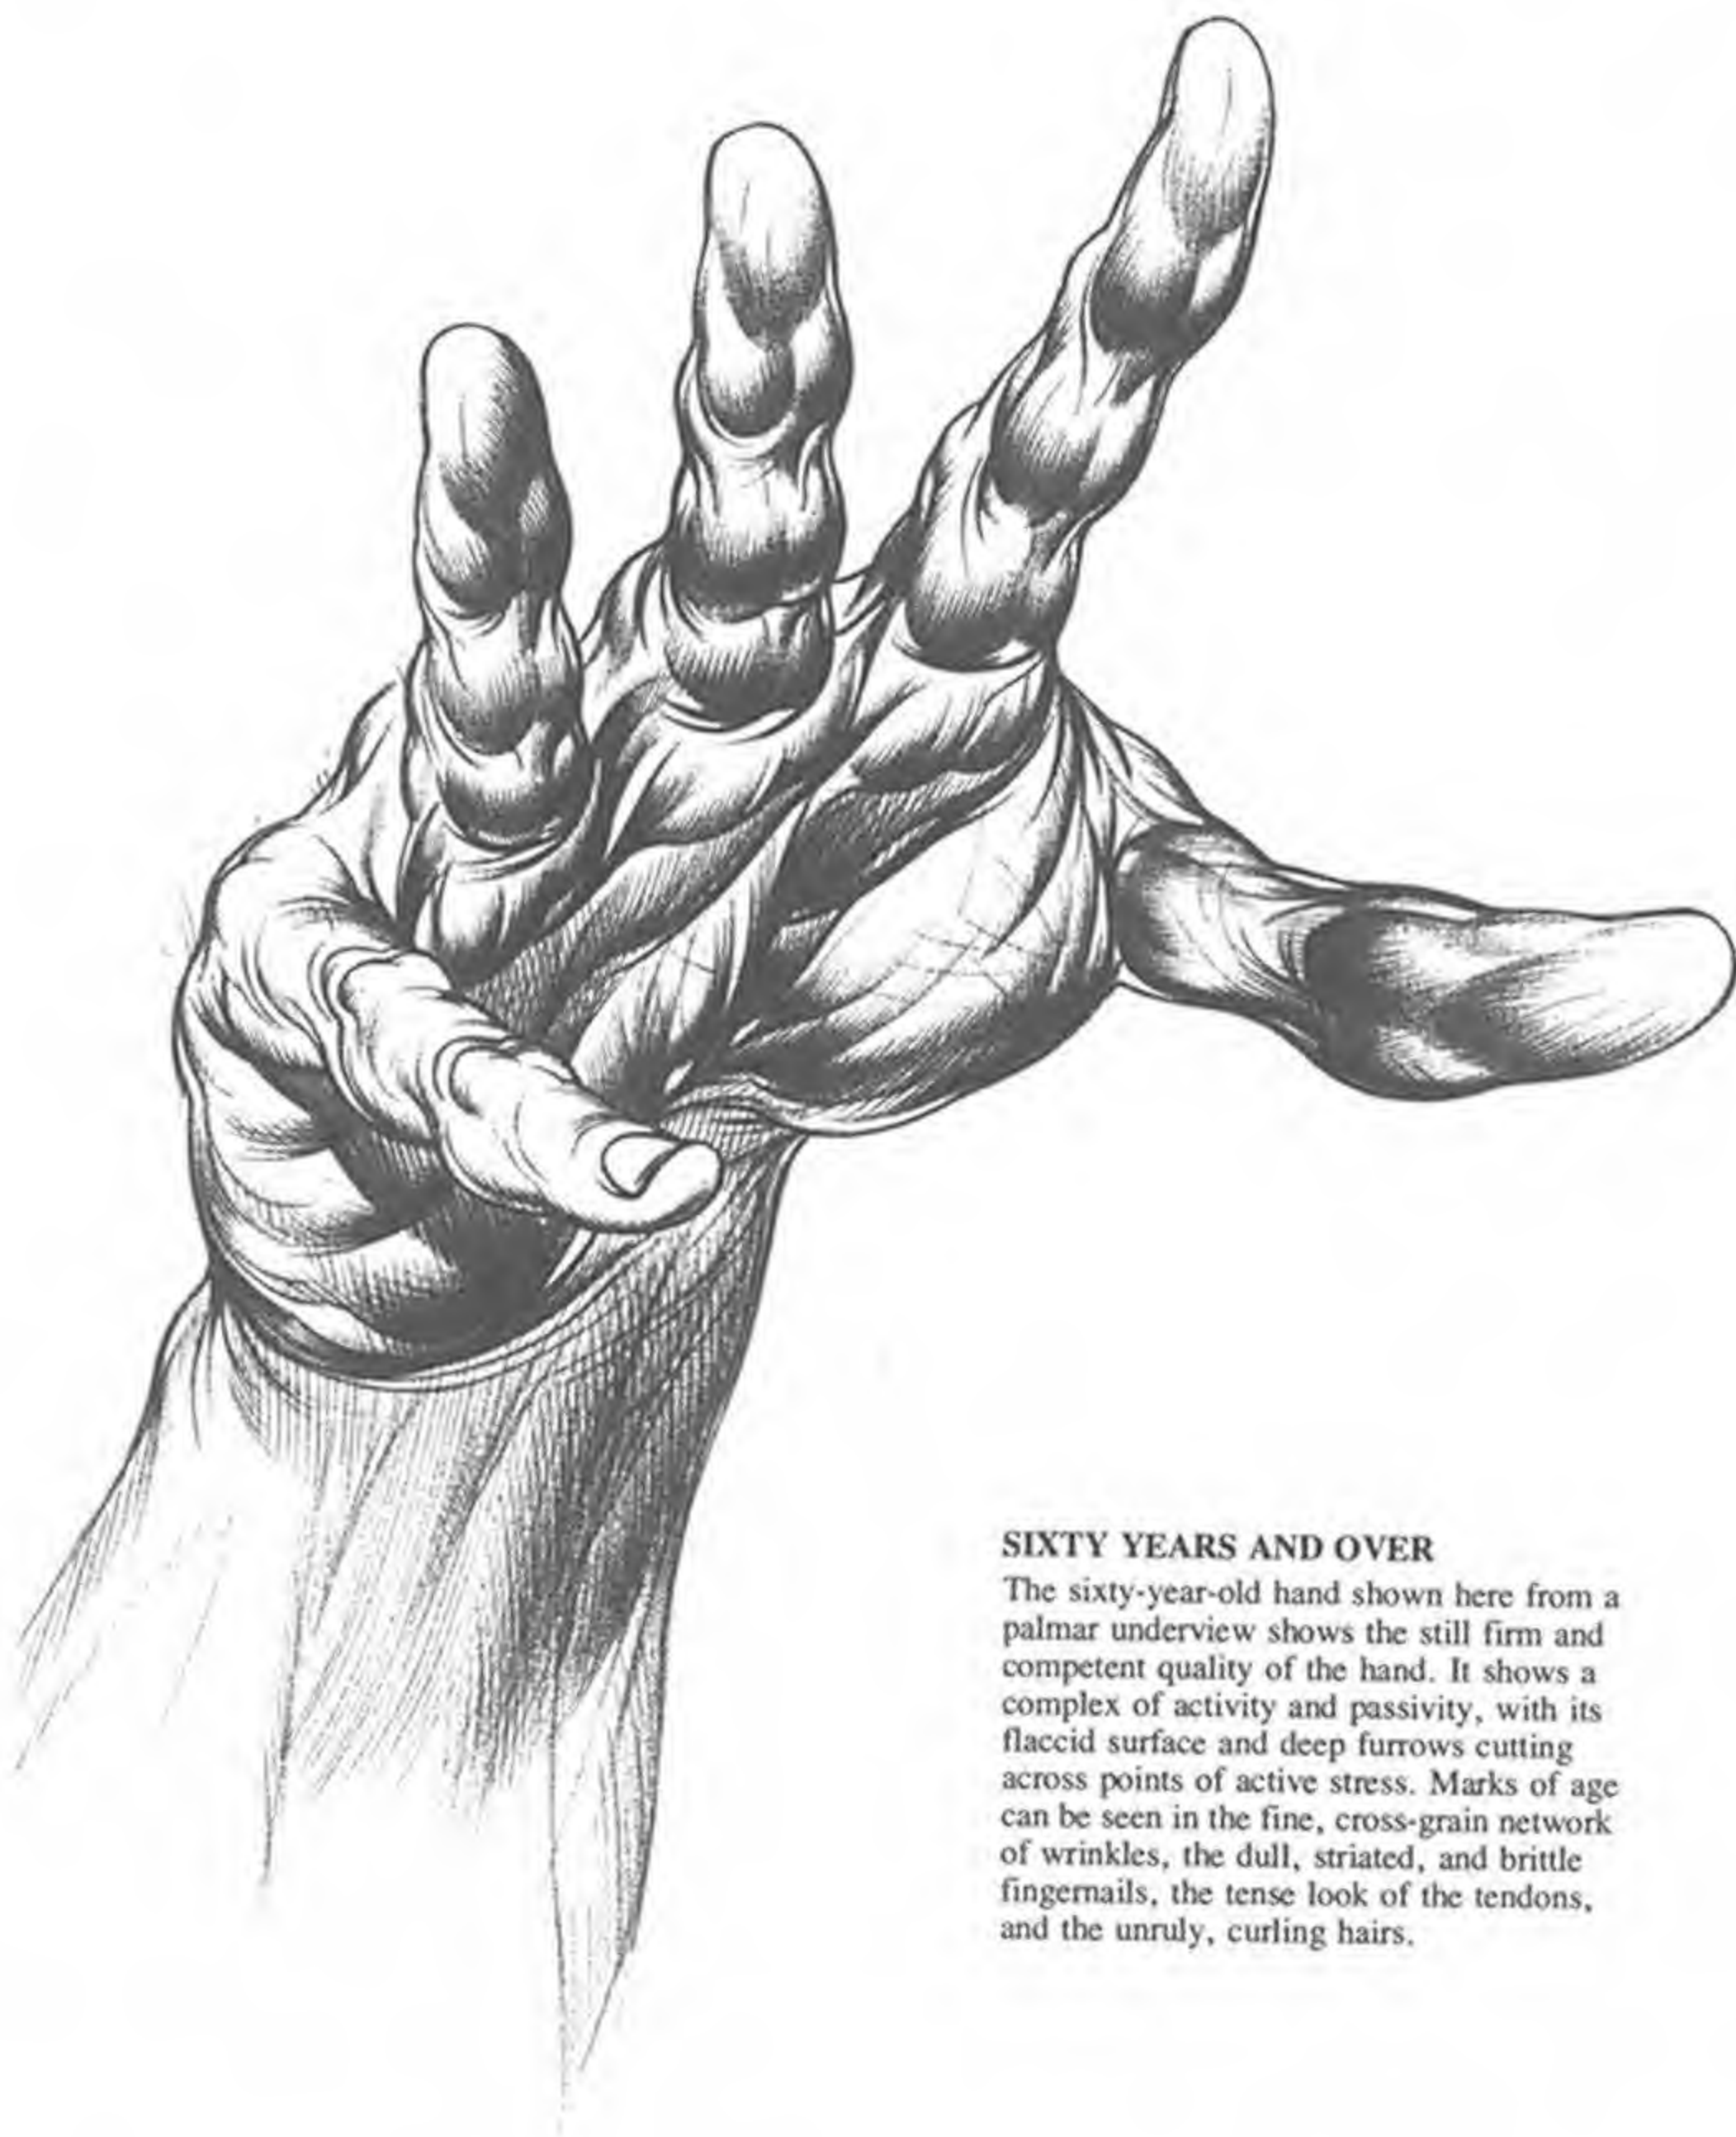 SIXTY YEARS AND OVER
The sixty-year-old hand shown here from a
palmar underview shows the still firm and
competent quality of the hand. It shows a
complex of activity and passivity, with its
flaccid surface and deep furrows cutting
across points of active stress. Marks of age
can be seen in the fine, cross-grain network
of wrinkles, the dull, striated, and brittle
fingernails, the tense look of the tendons,
and the unruly, curling hairs.